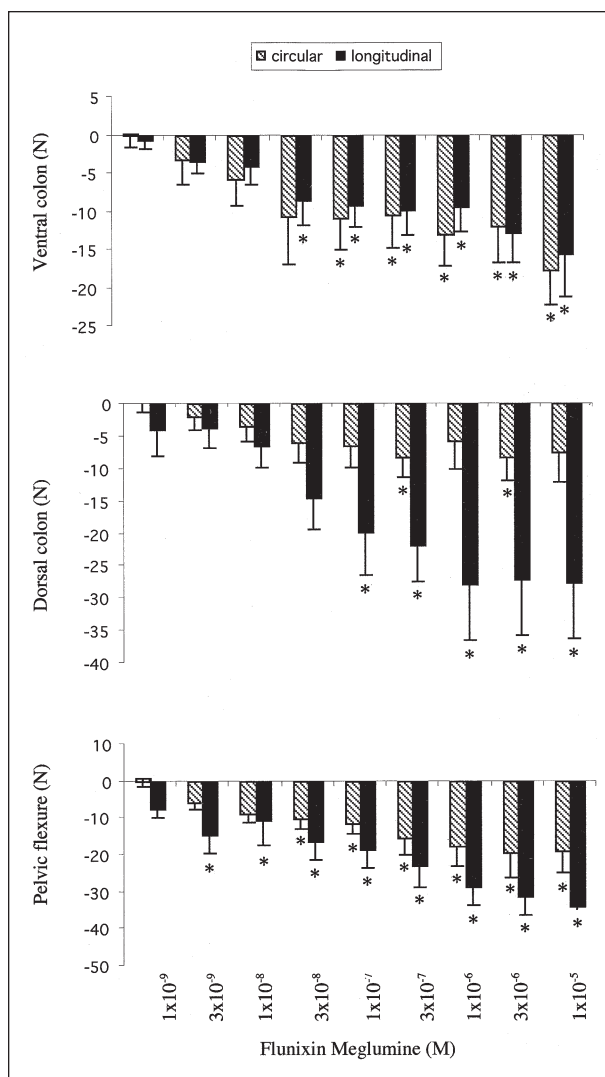 circular longitudinal
Ventral colon (N)
5
0
-5
-10
-15
-20
-25
* * * * * * * * * * *
Dorsal colon (N)
0
-5
-10
-15
-20
-25
-30
-35
-40
* * * * * * *
Pelvic flexure (N)
10
0
-10
-20
-30
-40
-50
* * * * * * * * * * * * * *
1x10⁻⁹ 3x10⁻⁹ 1x10⁻⁸ 3x10⁻⁸ 1x10⁻⁷ 3x10⁻⁷ 1x10⁻⁶ 3x10⁻⁶ 1x10⁻⁵
Flunixin Meglumine (M)